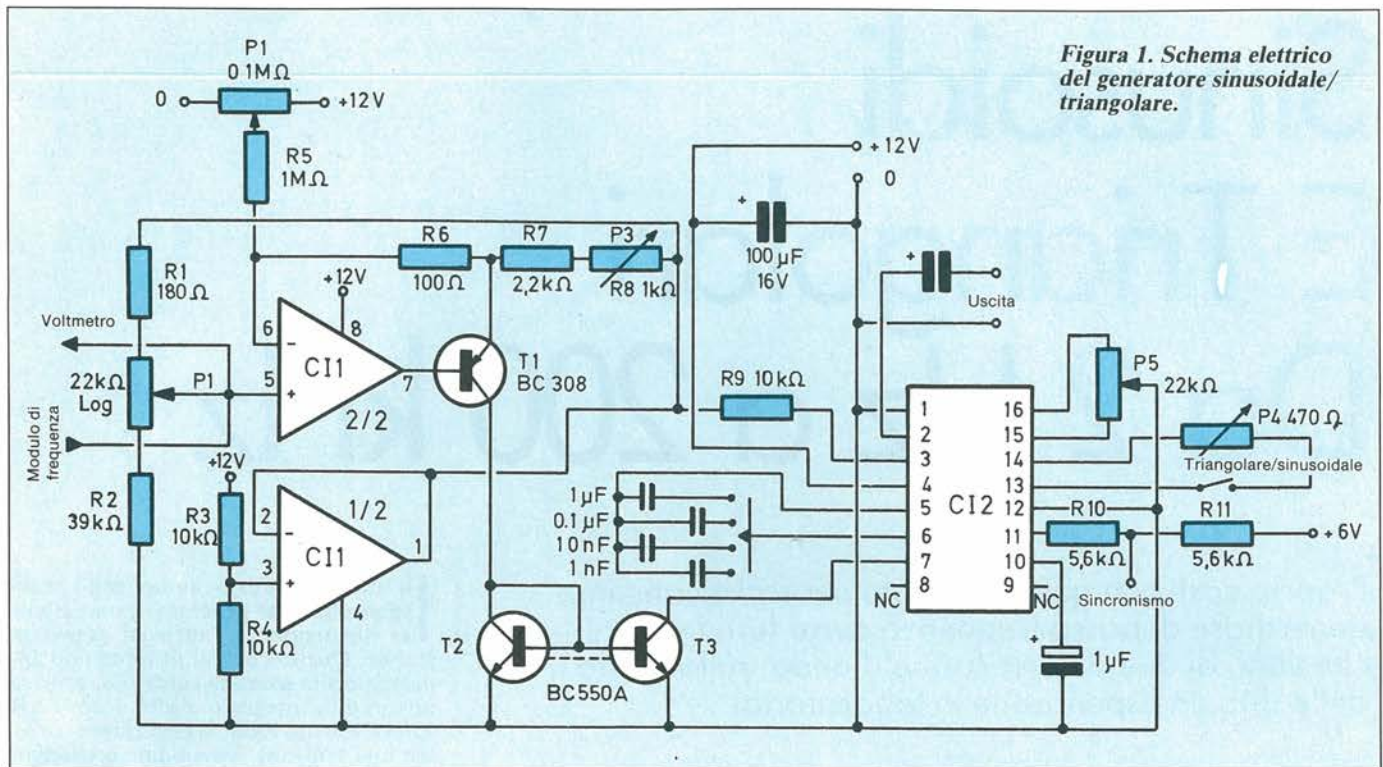 Figura 1. Schema elettrico
del generatore sinusoidale/
triangolare.
P1
0 1MΩ
0
+12V
R5
1MΩ
R1
180Ω
Voltmetro
22kΩ
Log
P1
Modulo di
frequenza
R2
39kΩ
+12V
R3
10kΩ
R4
10kΩ
+12V
8
6
−
5
+
CI1
7
2/2
R6
100Ω
R7
2,2kΩ
P3
R8 1kΩ
T1
BC 308
2
−
3
+
1/2
CI1
1
4
T2
T3
BC550A
+12V
0
+
100µF
16V
+
Uscita
R9 10kΩ
1µF
0.1µF
10nF
1nF
CI2
1
2
3
4
5
6
7
8
NC
16
15
14
13
12
11
10
9
NC
P5
22kΩ
P4 470Ω
Triangolare/sinusoidale
R10
5,6kΩ
R11
5,6kΩ
+6V
Sincronismo
+
1µF